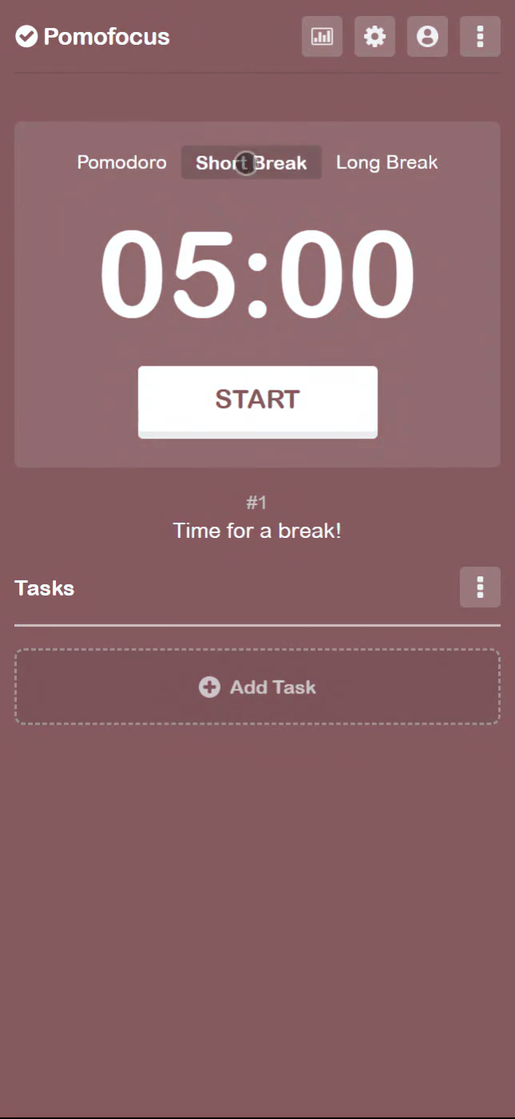 Pomofocus
Pomodoro Short Break Long Break
05:00
START
#1
Time for a break!
Tasks
Add Task